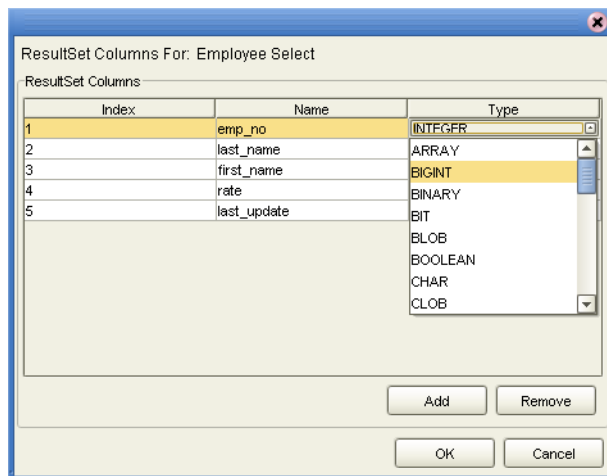 ResultSet Columns For: Employee Select
ResultSet Columns
Index Name Type
1 emp_no INTEGER
2 last_name ARRAY
3 first_name BIGINT
4 rate BINARY
5 last_update BIT
BLOB
BOOLEAN
CHAR
CLOB
Add Remove
OK Cancel